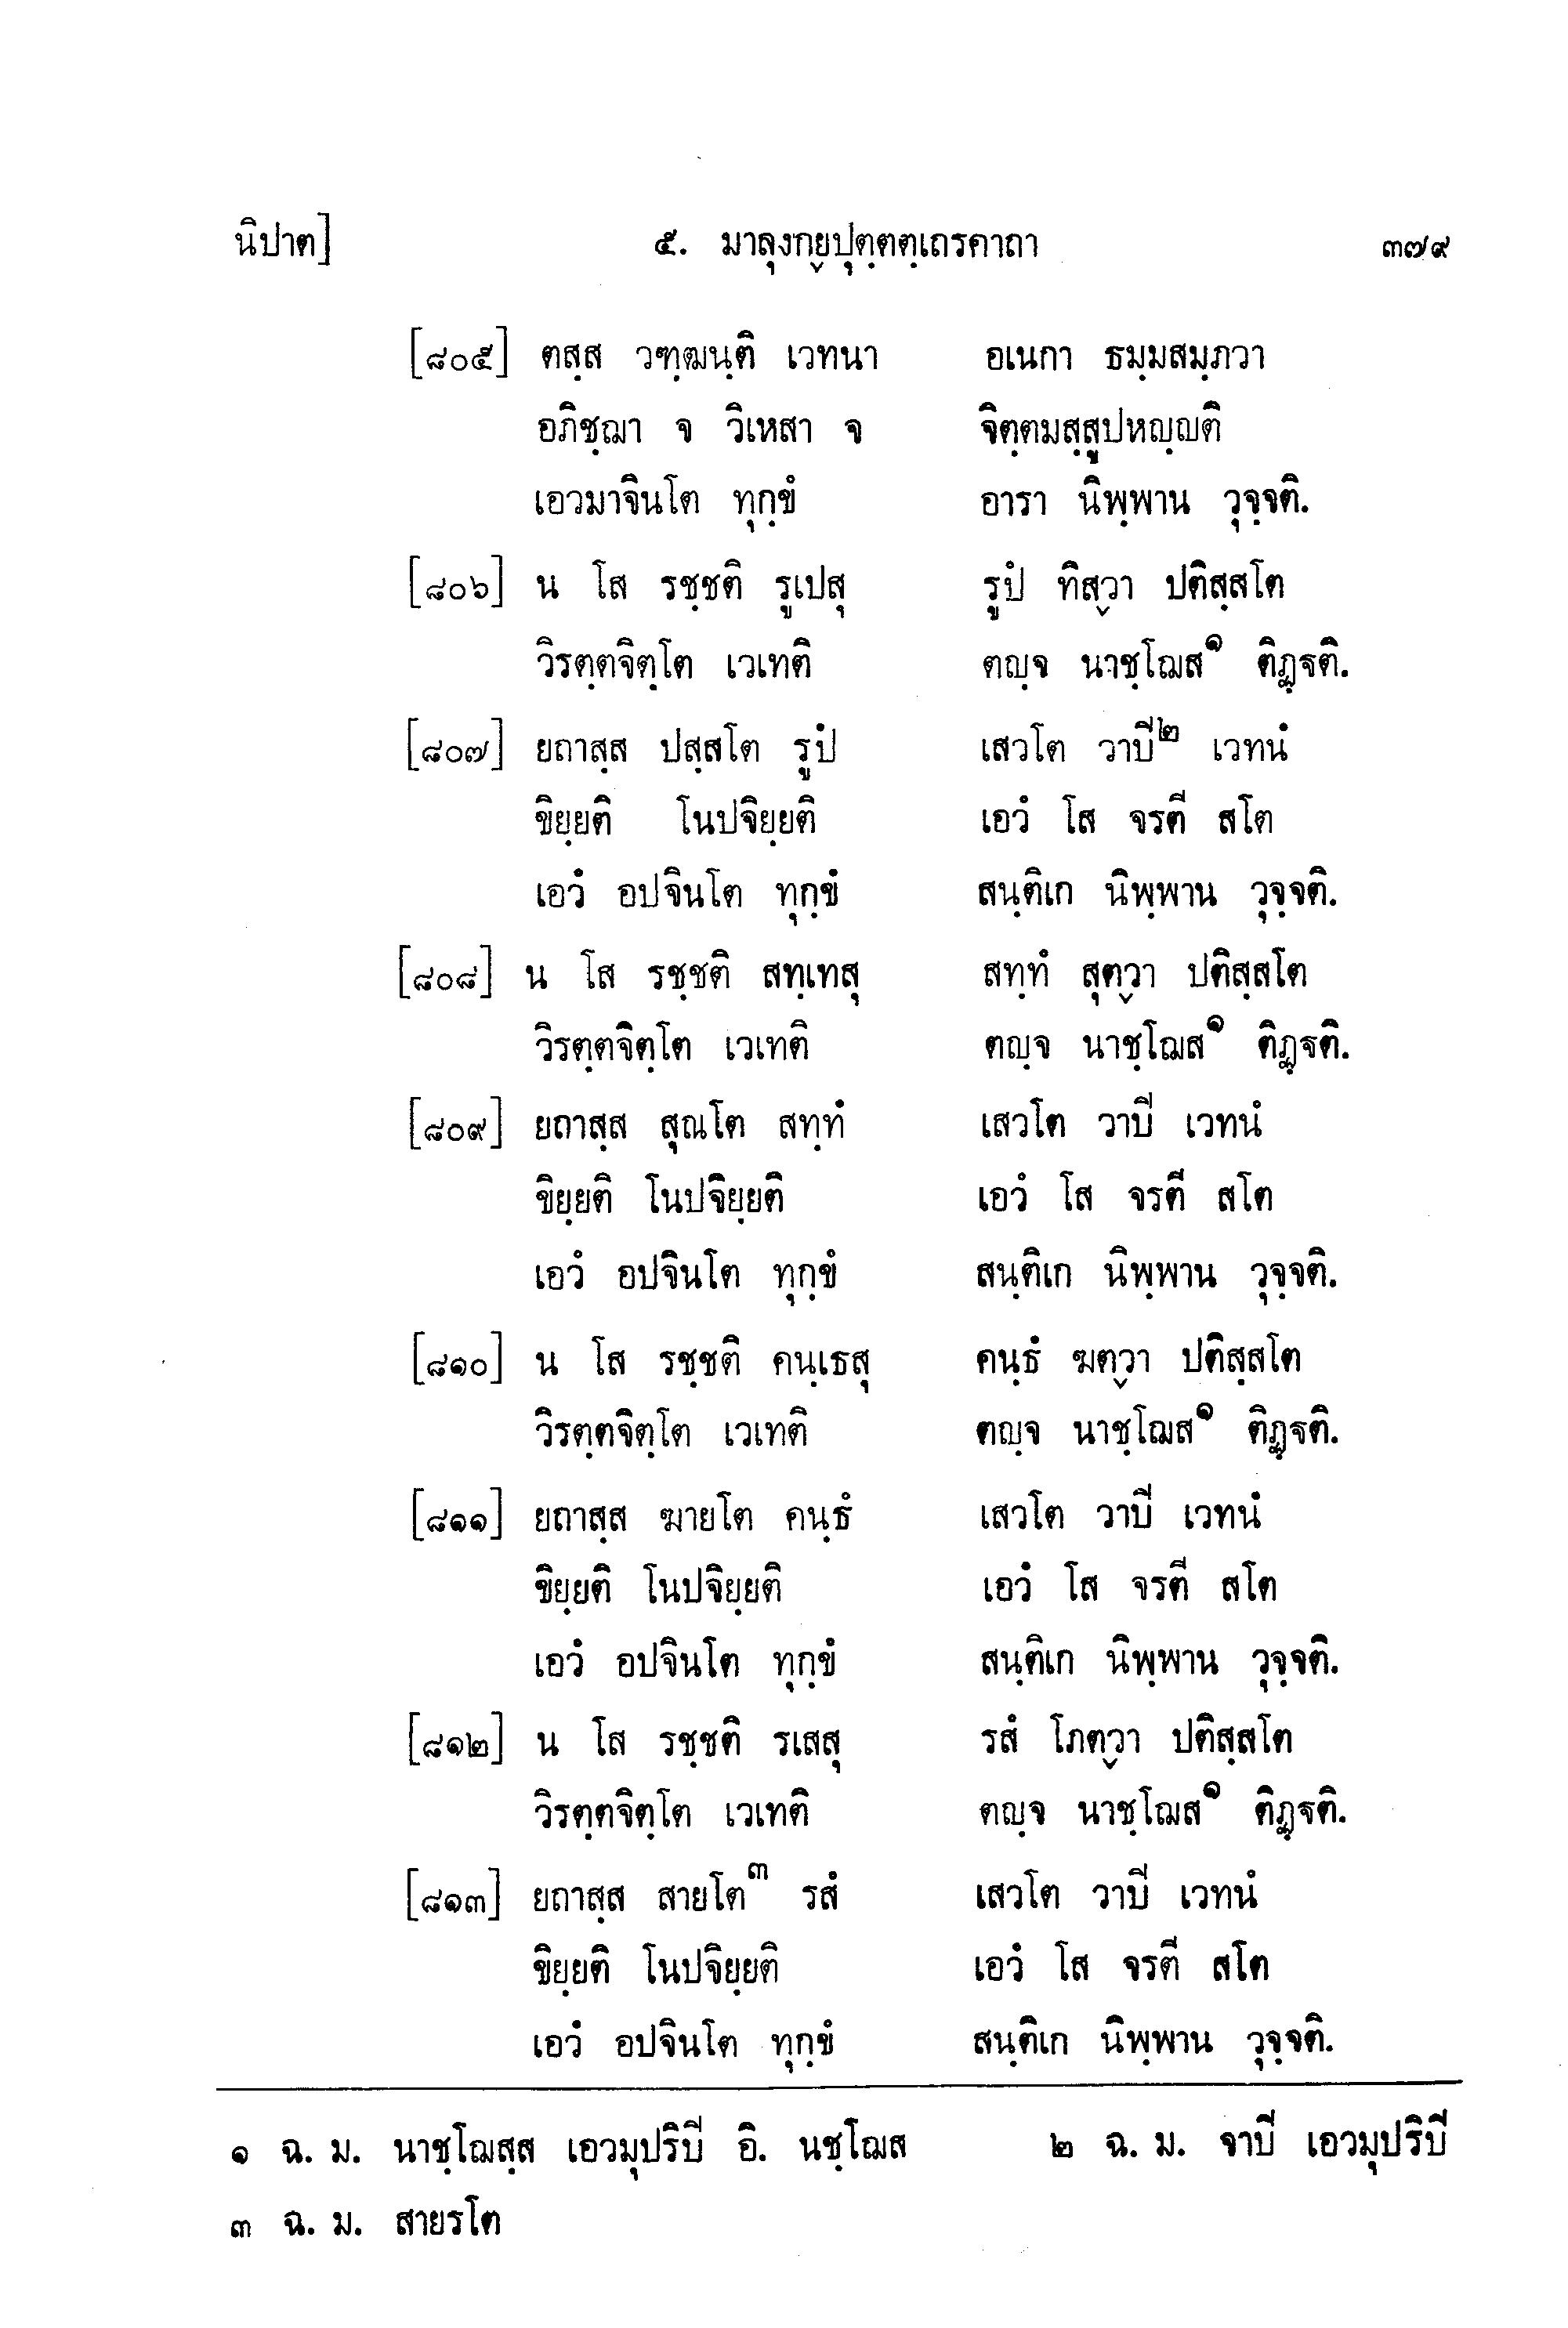 นิปาต] ๕. มาลุงฺกฺยปุตฺตตฺเถรคาถา ๓๗๙
[๘๐๕] ตสฺส วฑฺฒนฺติ เวทนา อเนกา ธมฺมสมฺภวา
อภิชฺฌา จ วิเหสา จ จิตฺตมสฺสูปหญฺญติ
เอวมาจินโต ทุกฺขํ อารา นิพฺพาน วุจฺจติ.
[๘๐๖] น โส รชฺชติ รูเปสุ รูปํ ทิสฺวา ปติสฺสโต
วิรตฺตจิตฺโต เวเทติ ตญฺจ นาชฺโฌส๑ ติฏฺฐติ.
[๘๐๗] ยถาสฺส ปสฺสโต รูปํ เสวโต วาปี๒ เวทนํ
ขิยฺยติ โนปจิยฺยติ เอวํ โส จรตี สโต
เอวํ อปจินโต ทุกฺขํ สนฺติเก นิพฺพาน วุจฺจติ.
[๘๐๘] น โส รชฺชติ สทฺเทสุ สทฺทํ สุตฺวา ปติสฺสโต
วิรตฺตจิตฺโต เวเทติ ตญฺจ นาชฺโฌส๑ ติฏฺฐติ.
[๘๐๙] ยถาสฺส สุณโต สทฺทํ เสวโต วาปี เวทนํ
ขิยฺยติ โนปจิยฺยติ เอวํ โส จรตี สโต
เอวํ อปจินโต ทุกฺขํ สนฺติเก นิพฺพาน วุจฺจติ.
[๘๑๐] น โส รชฺชติ คนฺเธสุ คนฺธํ ฆตฺวา ปติสฺสโต
วิรตฺตจิตฺโต เวเทติ ตญฺจ นาชฺโฌส๑ ติฏฺฐติ.
[๘๑๑] ยถาสฺส ฆายโต คนฺธํ เสวโต วาปี เวทนํ
ขิยฺยติ โนปจิยฺยติ เอวํ โส จรตี สโต
เอวํ อปจินโต ทุกฺขํ สนฺติเก นิพฺพาน วุจฺจติ.
[๘๑๒] น โส รชฺชติ รเสสุ รสํ โภตฺวา ปติสฺสโต
วิรตฺตจิตฺโต เวเทติ ตญฺจ นาชฺโฌส๑ ติฏฺฐติ.
[๘๑๓] ยถาสฺส สายโต๓ รสํ เสวโต วาปี เวทนํ
ขิยฺยติ โนปจิยฺยติ เอวํ โส จรตี สโต
เอวํ อปจินโต ทุกฺขํ สนฺติเก นิพฺพาน วุจฺจติ.
๑ ฉ. ม. นาชฺโฌสฺส เอวมุปริปี อิ. นชฺโฌส ๒ ฉ. ม. จาปี เอวมุปริปี
๓ ฉ. ม. สายรโต